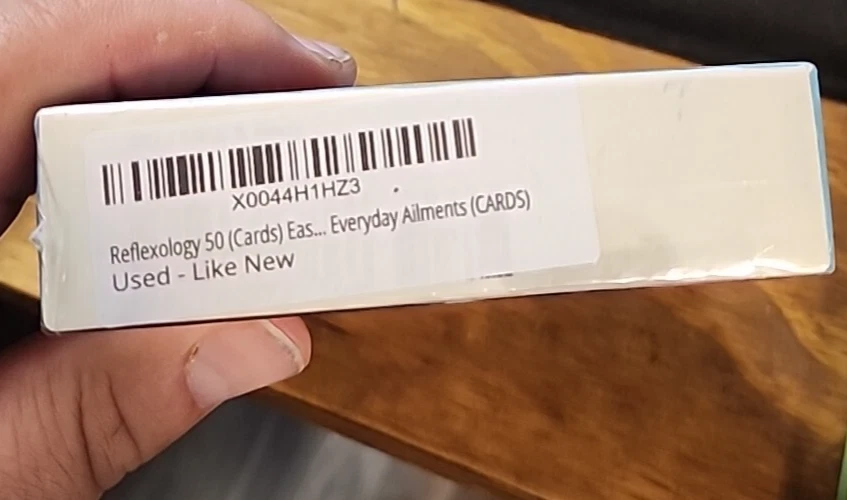 X0044H1HZ3
Reflexology 50 (Cards) Eas... Everyday Ailments (CARDS)
Used - Like New